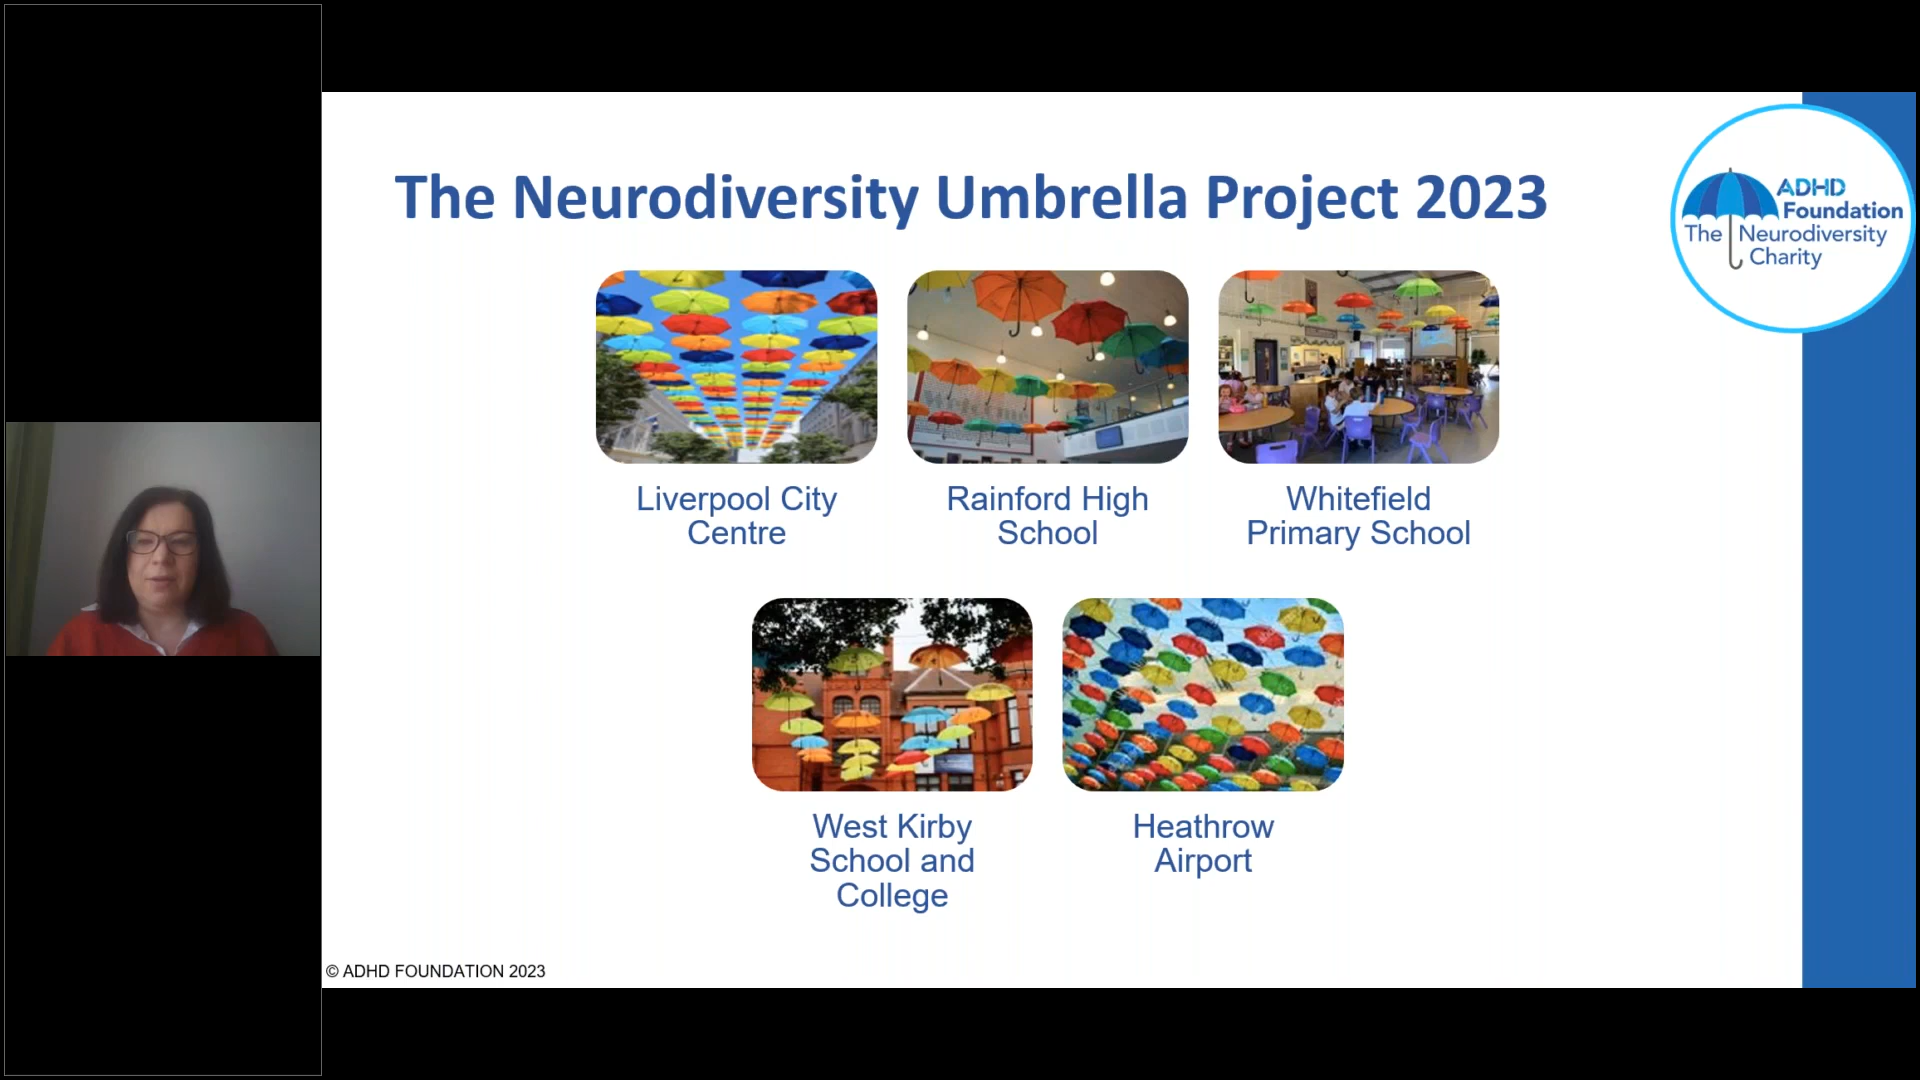 The Neurodiversity Umbrella Project 2023
ADHD
Foundation
The Neurodiversity
Charity
Liverpool City
Centre
Rainford High
School
Whitefield
Primary School
West Kirby
School and
College
Heathrow
Airport
© ADHD FOUNDATION 2023